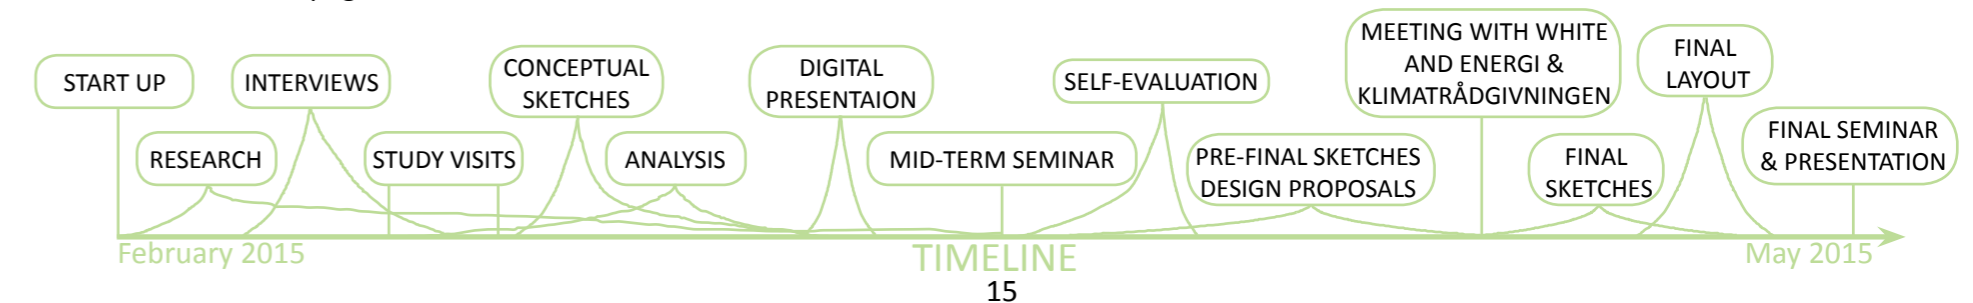 START UP
RESEARCH
INTERVIEWS
STUDY VISITS
CONCEPTUAL
SKETCHES
ANALYSIS
DIGITAL
PRESENTAION
MID-TERM SEMINAR
SELF-EVALUATION
PRE-FINAL SKETCHES
DESIGN PROPOSALS
MEETING WITH WHITE
AND ENERGI &
KLIMATRÅDGIVNINGEN
FINAL
SKETCHES
FINAL
LAYOUT
FINAL SEMINAR
& PRESENTATION
February 2015
TIMELINE
May 2015
15